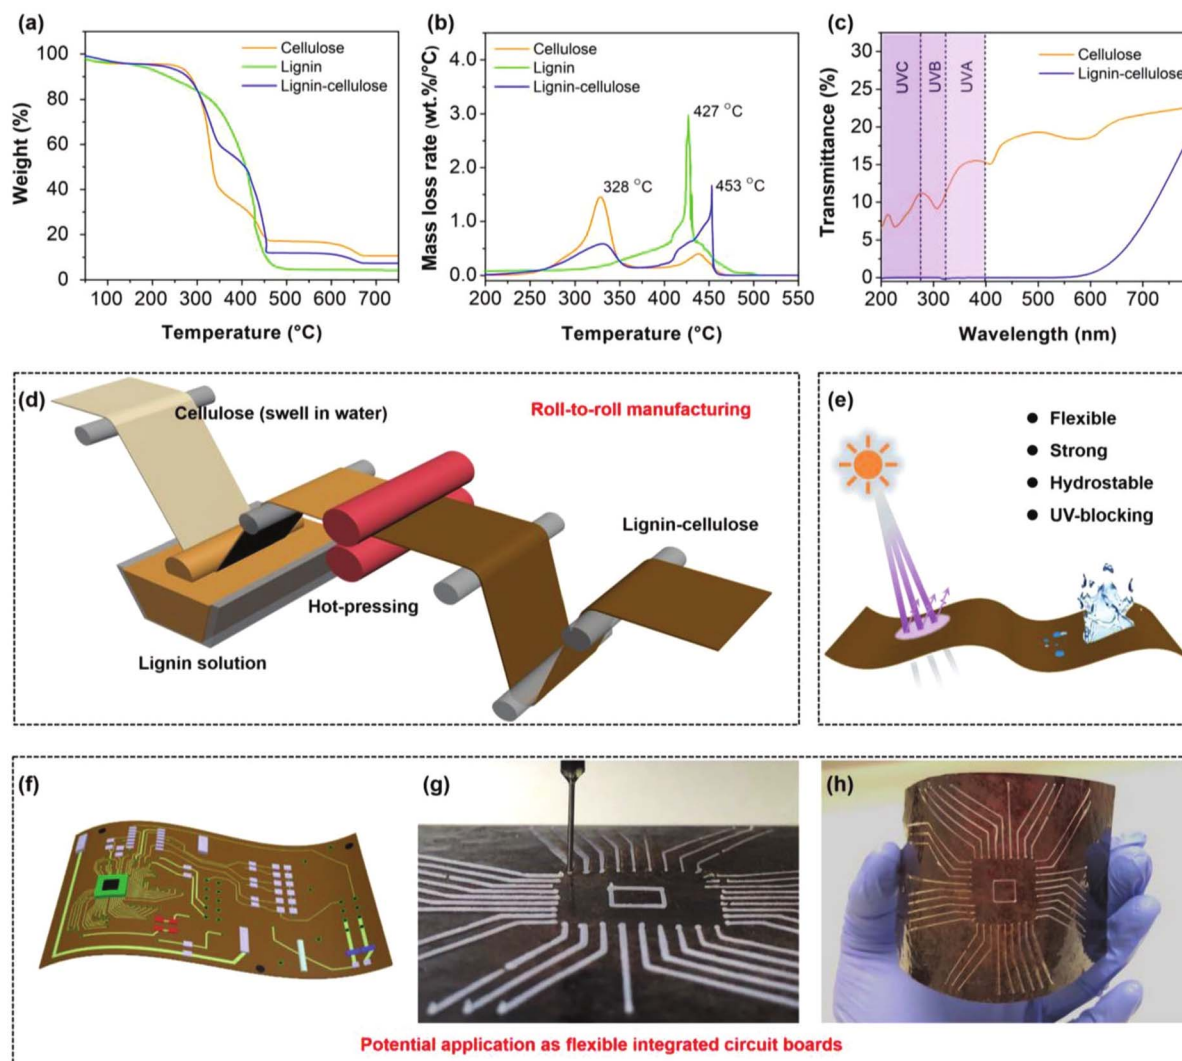 (a)
100
80
60
40
20
0
Weight (%)
Cellulose
Lignin
Lignin-cellulose
100 200 300 400 500 600 700
Temperature (°C)
(b)
4.0
3.0
2.0
1.0
0.0
Mass loss rate (wt.%/°C)
Cellulose
Lignin
Lignin-cellulose
427 °C
328 °C
453 °C
200 250 300 350 400 450 500 550
Temperature (°C)
(c)
30
25
20
15
10
5
0
Transmittance (%)
UVC
UVB
UVA
Cellulose
Lignin-cellulose
200 300 400 500 600 700
Wavelength (nm)
(d)
Cellulose (swell in water)
Roll-to-roll manufacturing
Lignin-cellulose
Hot-pressing
Lignin solution
(e)
● Flexible
● Strong
● Hydrostable
● UV-blocking
(f)
(g)
(h)
Potential application as flexible integrated circuit boards